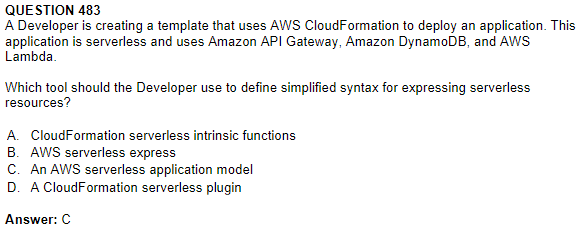 QUESTION 483
A Developer is creating a template that uses AWS CloudFormation to deploy an application. This
application is serverless and uses Amazon API Gateway, Amazon DynamoDB, and AWS
Lambda.
Which tool should the Developer use to define simplified syntax for expressing serverless
resources?
A. CloudFormation serverless intrinsic functions
B. AWS serverless express
C. An AWS serverless application model
D. A CloudFormation serverless plugin
Answer: C